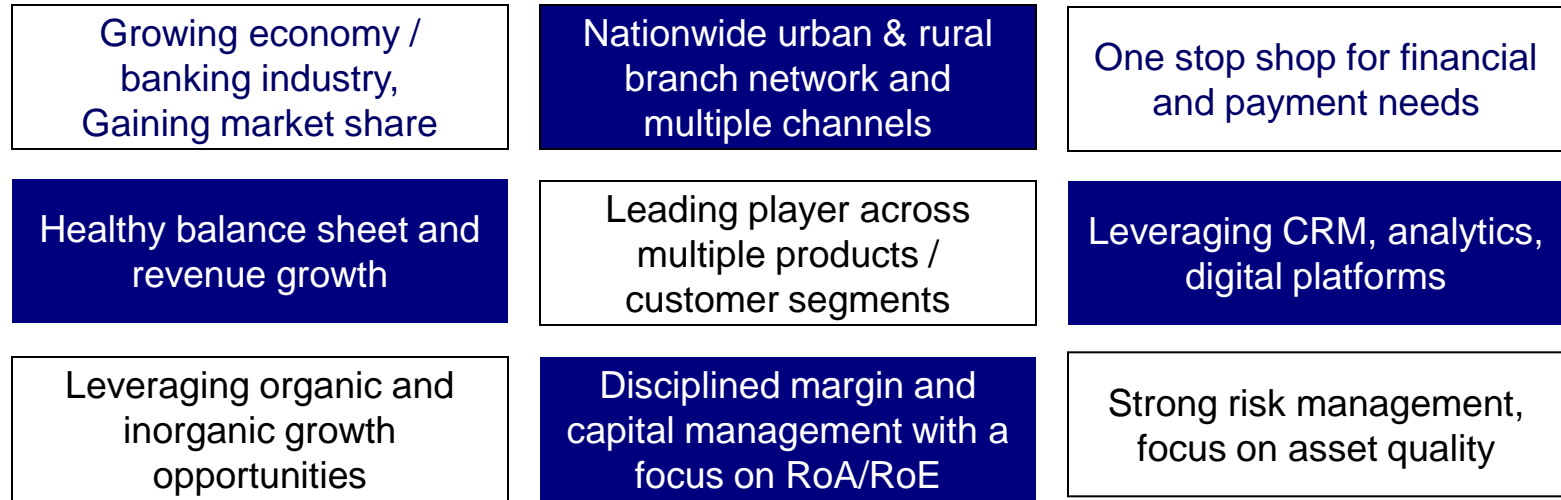 Growing economy /
banking industry,
Gaining market share
Nationwide urban & rural
branch network and
multiple channels
One stop shop for financial
and payment needs
Healthy balance sheet and
revenue growth
Leading player across
multiple products /
customer segments
Leveraging CRM, analytics,
digital platforms
Leveraging organic and
inorganic growth
opportunities
Disciplined margin and
capital management with a
focus on RoA/RoE
Strong risk management,
focus on asset quality